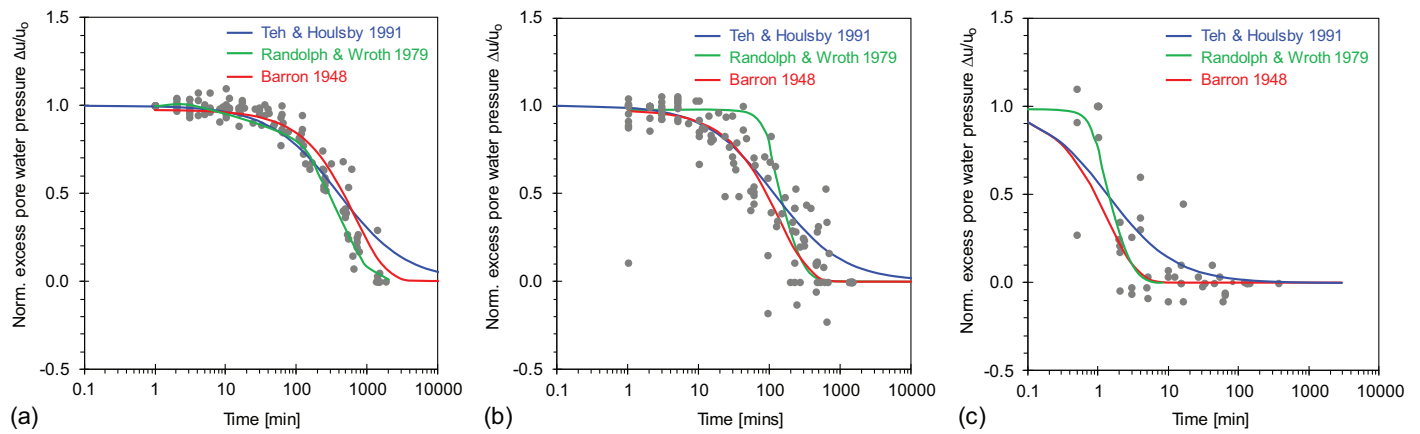 1.5
1.0
0.5
0.0
-0.5
Norm. excess pore water pressure Δu/uₒ
Teh & Houlsby 1991
Randolph & Wroth 1979
Barron 1948
0.1 1 10 100 1000 10000
Time [min]
(a)
1.5
1.0
0.5
0.0
-0.5
Norm. excess pore water pressure Δu/uₒ
Teh & Houlsby 1991
Randolph & Wroth 1979
Barron 1948
0.1 1 10 100 1000 10000
Time [mins]
(b)
1.5
1.0
0.5
0.0
-0.5
Norm. excess pore water pressure Δu/uₒ
Teh & Houlsby 1991
Randolph & Wroth 1979
Barron 1948
0.1 1 10 100 1000 10000
Time [min]
(c)